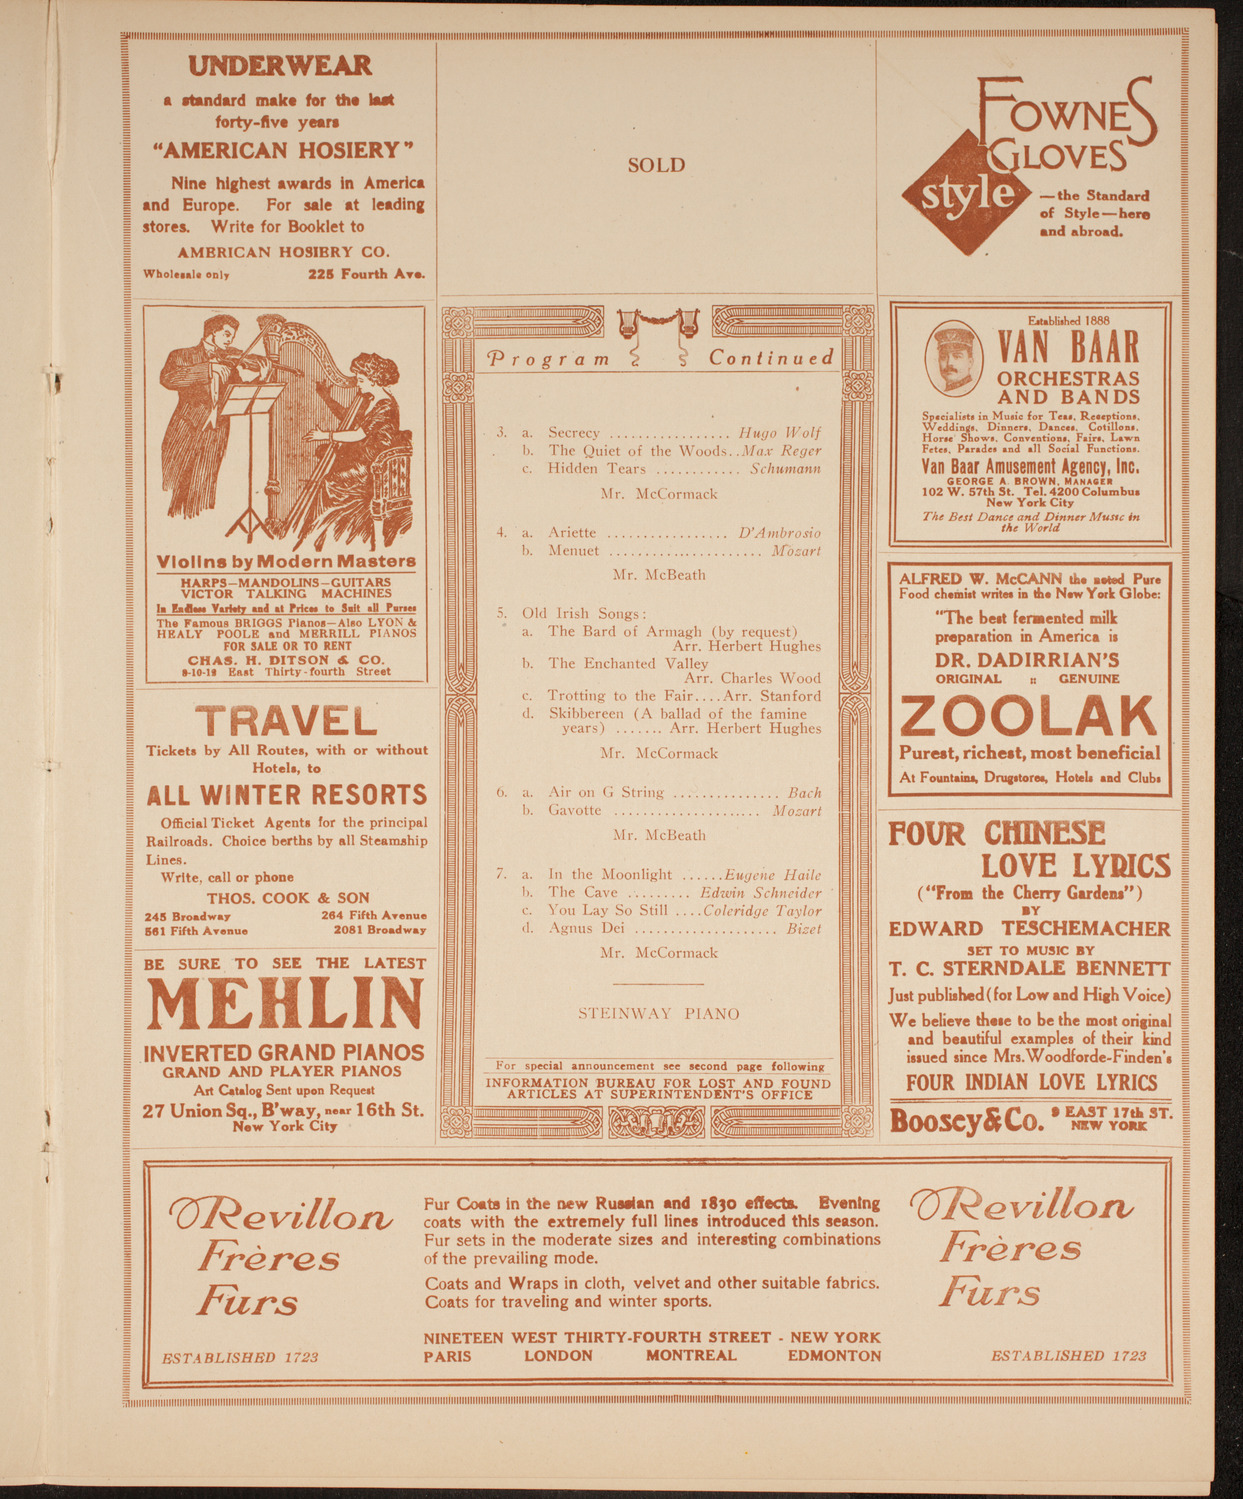 UNDERWEAR
a standard make for the last
forty-five years
"AMERICAN HOSIERY"
Nine highest awards in America
and Europe. For sale at leading
stores. Write for Booklet to
AMERICAN HOSIERY CO.
Wholesale only 225 Fourth Ave.
SOLD
FOWNES
GLOVES
style
—the Standard
of Style—here
and abroad.
Violins by Modern Masters
HARPS—MANDOLINS—GUITARS
VICTOR TALKING MACHINES
In Endless Variety and at Prices to Suit all Purses
The Famous BRIGGS Pianos—Also LYON &
HEALY POOLE and MERRILL PIANOS
FOR SALE OR TO RENT
CHAS. H. DITSON & CO.
8-10-12 East Thirty-fourth Street
TRAVEL
Tickets by All Routes, with or without
Hotels, to
ALL WINTER RESORTS
Official Ticket Agents for the principal
Railroads. Choice berths by all Steamship
Lines.
Write, call or phone
THOS. COOK & SON
245 Broadway 264 Fifth Avenue
561 Fifth Avenue 2081 Broadway
BE SURE TO SEE THE LATEST
MEHLIN
INVERTED GRAND PIANOS
GRAND AND PLAYER PIANOS
Art Catalog Sent upon Request
27 Union Sq., B'way, near 16th St.
New York City
Program Continued
3. a. Secrecy ................ Hugo Wolf
b. The Quiet of the Woods..Max Reger
c. Hidden Tears ............ Schumann
Mr. McCormack
4. a. Ariette ................ D'Ambrosio
b. Menuet ..................... Mozart
Mr. McBeath
5. Old Irish Songs:
a. The Bard of Armagh (by request)
Arr. Herbert Hughes
b. The Enchanted Valley
Arr. Charles Wood
c. Trotting to the Fair....Arr. Stanford
d. Skibbereen (A ballad of the famine
years) ....... Arr. Herbert Hughes
Mr. McCormack
6. a. Air on G String ............... Bach
b. Gavotte .................... Mozart
Mr. McBeath
7. a. In the Moonlight ......Eugene Haile
b. The Cave ......... Edwin Schneider
c. You Lay So Still ....Coleridge Taylor
d. Agnus Dei ................... Bizet
Mr. McCormack
STEINWAY PIANO
For special announcement see second page following
INFORMATION BUREAU FOR LOST AND FOUND
ARTICLES AT SUPERINTENDENT'S OFFICE
Established 1888
VAN BAAR
ORCHESTRAS
AND BANDS
Specialists in Music for Teas, Receptions,
Weddings, Dinners, Dances, Cotillons,
Horse Shows, Conventions, Fairs, Lawn
Fetes, Parades and all Social Functions.
Van Baar Amusement Agency, Inc.
GEORGE A. BROWN, MANAGER
102 W. 57th St. Tel. 4200 Columbus
New York City
The Best Dance and Dinner Music in
the World
ALFRED W. McCANN the noted Pure
Food chemist writes in the New York Globe:
"The best fermented milk
preparation in America is
DR. DADIRRIAN'S
ORIGINAL :: GENUINE
ZOOLAK
Purest, richest, most beneficial
At Fountains, Drugstores, Hotels and Clubs
FOUR CHINESE
LOVE LYRICS
("From the Cherry Gardens")
BY
EDWARD TESCHEMACHER
SET TO MUSIC BY
T. C. STERNDALE BENNETT
Just published (for Low and High Voice)
We believe these to be the most original
and beautiful examples of their kind
issued since Mrs. Woodforde-Finden's
FOUR INDIAN LOVE LYRICS
Boosey & Co. 9 EAST 17th ST.
NEW YORK
Revillon
Frères
Furs
ESTABLISHED 1723
Fur Coats in the new Russian and 1830 effects. Evening
coats with the extremely full lines introduced this season.
Fur sets in the moderate sizes and interesting combinations
of the prevailing mode.
Coats and Wraps in cloth, velvet and other suitable fabrics.
Coats for traveling and winter sports.
NINETEEN WEST THIRTY-FOURTH STREET - NEW YORK
PARIS LONDON MONTREAL EDMONTON
Revillon
Frères
Furs
ESTABLISHED 1723